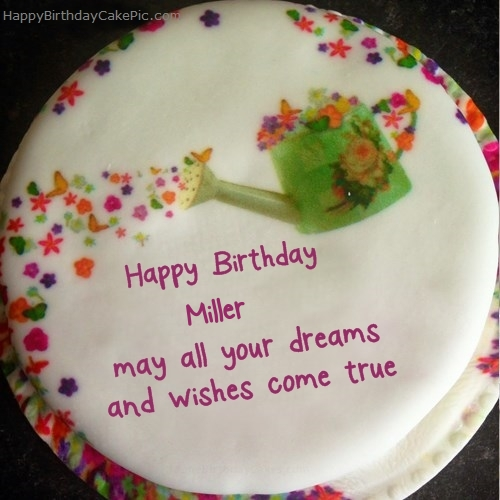 HappyBirthdayCakePic.com
Happy Birthday
Miller
may all your dreams
and wishes come true